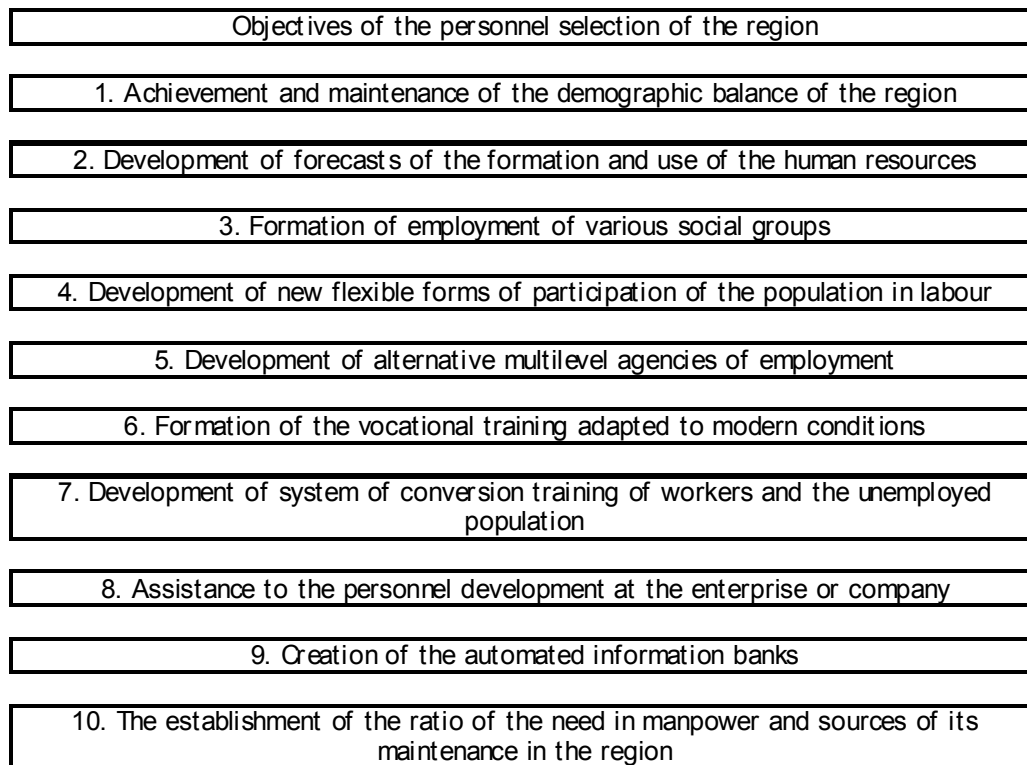 Objectives of the personnel selection of the region
1. Achievement and maintenance of the demographic balance of the region
2. Development of forecasts of the formation and use of the human resources
3. Formation of employment of various social groups
4. Development of new flexible forms of participation of the population in labour
5. Development of alternative multilevel agencies of employment
6. Formation of the vocational training adapted to modern conditions
7. Development of system of conversion training of workers and the unemployed
population
8. Assistance to the personnel development at the enterprise or company
9. Creation of the automated information banks
10. The establishment of the ratio of the need in manpower and sources of its
maintenance in the region